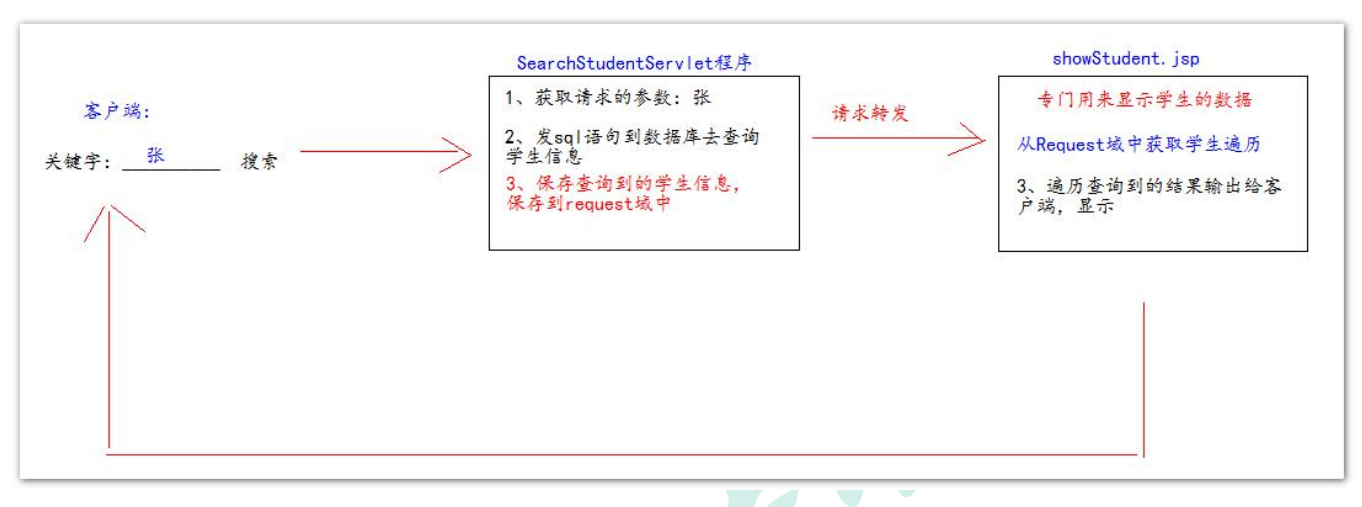 客户端:
关键字: 张 搜索
SearchStudentServlet程序
1、获取请求的参数: 张
2、发sql语句到数据库去查询
学生信息
3、保存查询到的学生信息,
保存到request域中
请求转发
showStudent.jsp
专门用来显示学生的数据
从Request域中获取学生遍历
3、遍历查询到的结果输出给客
户端, 显示